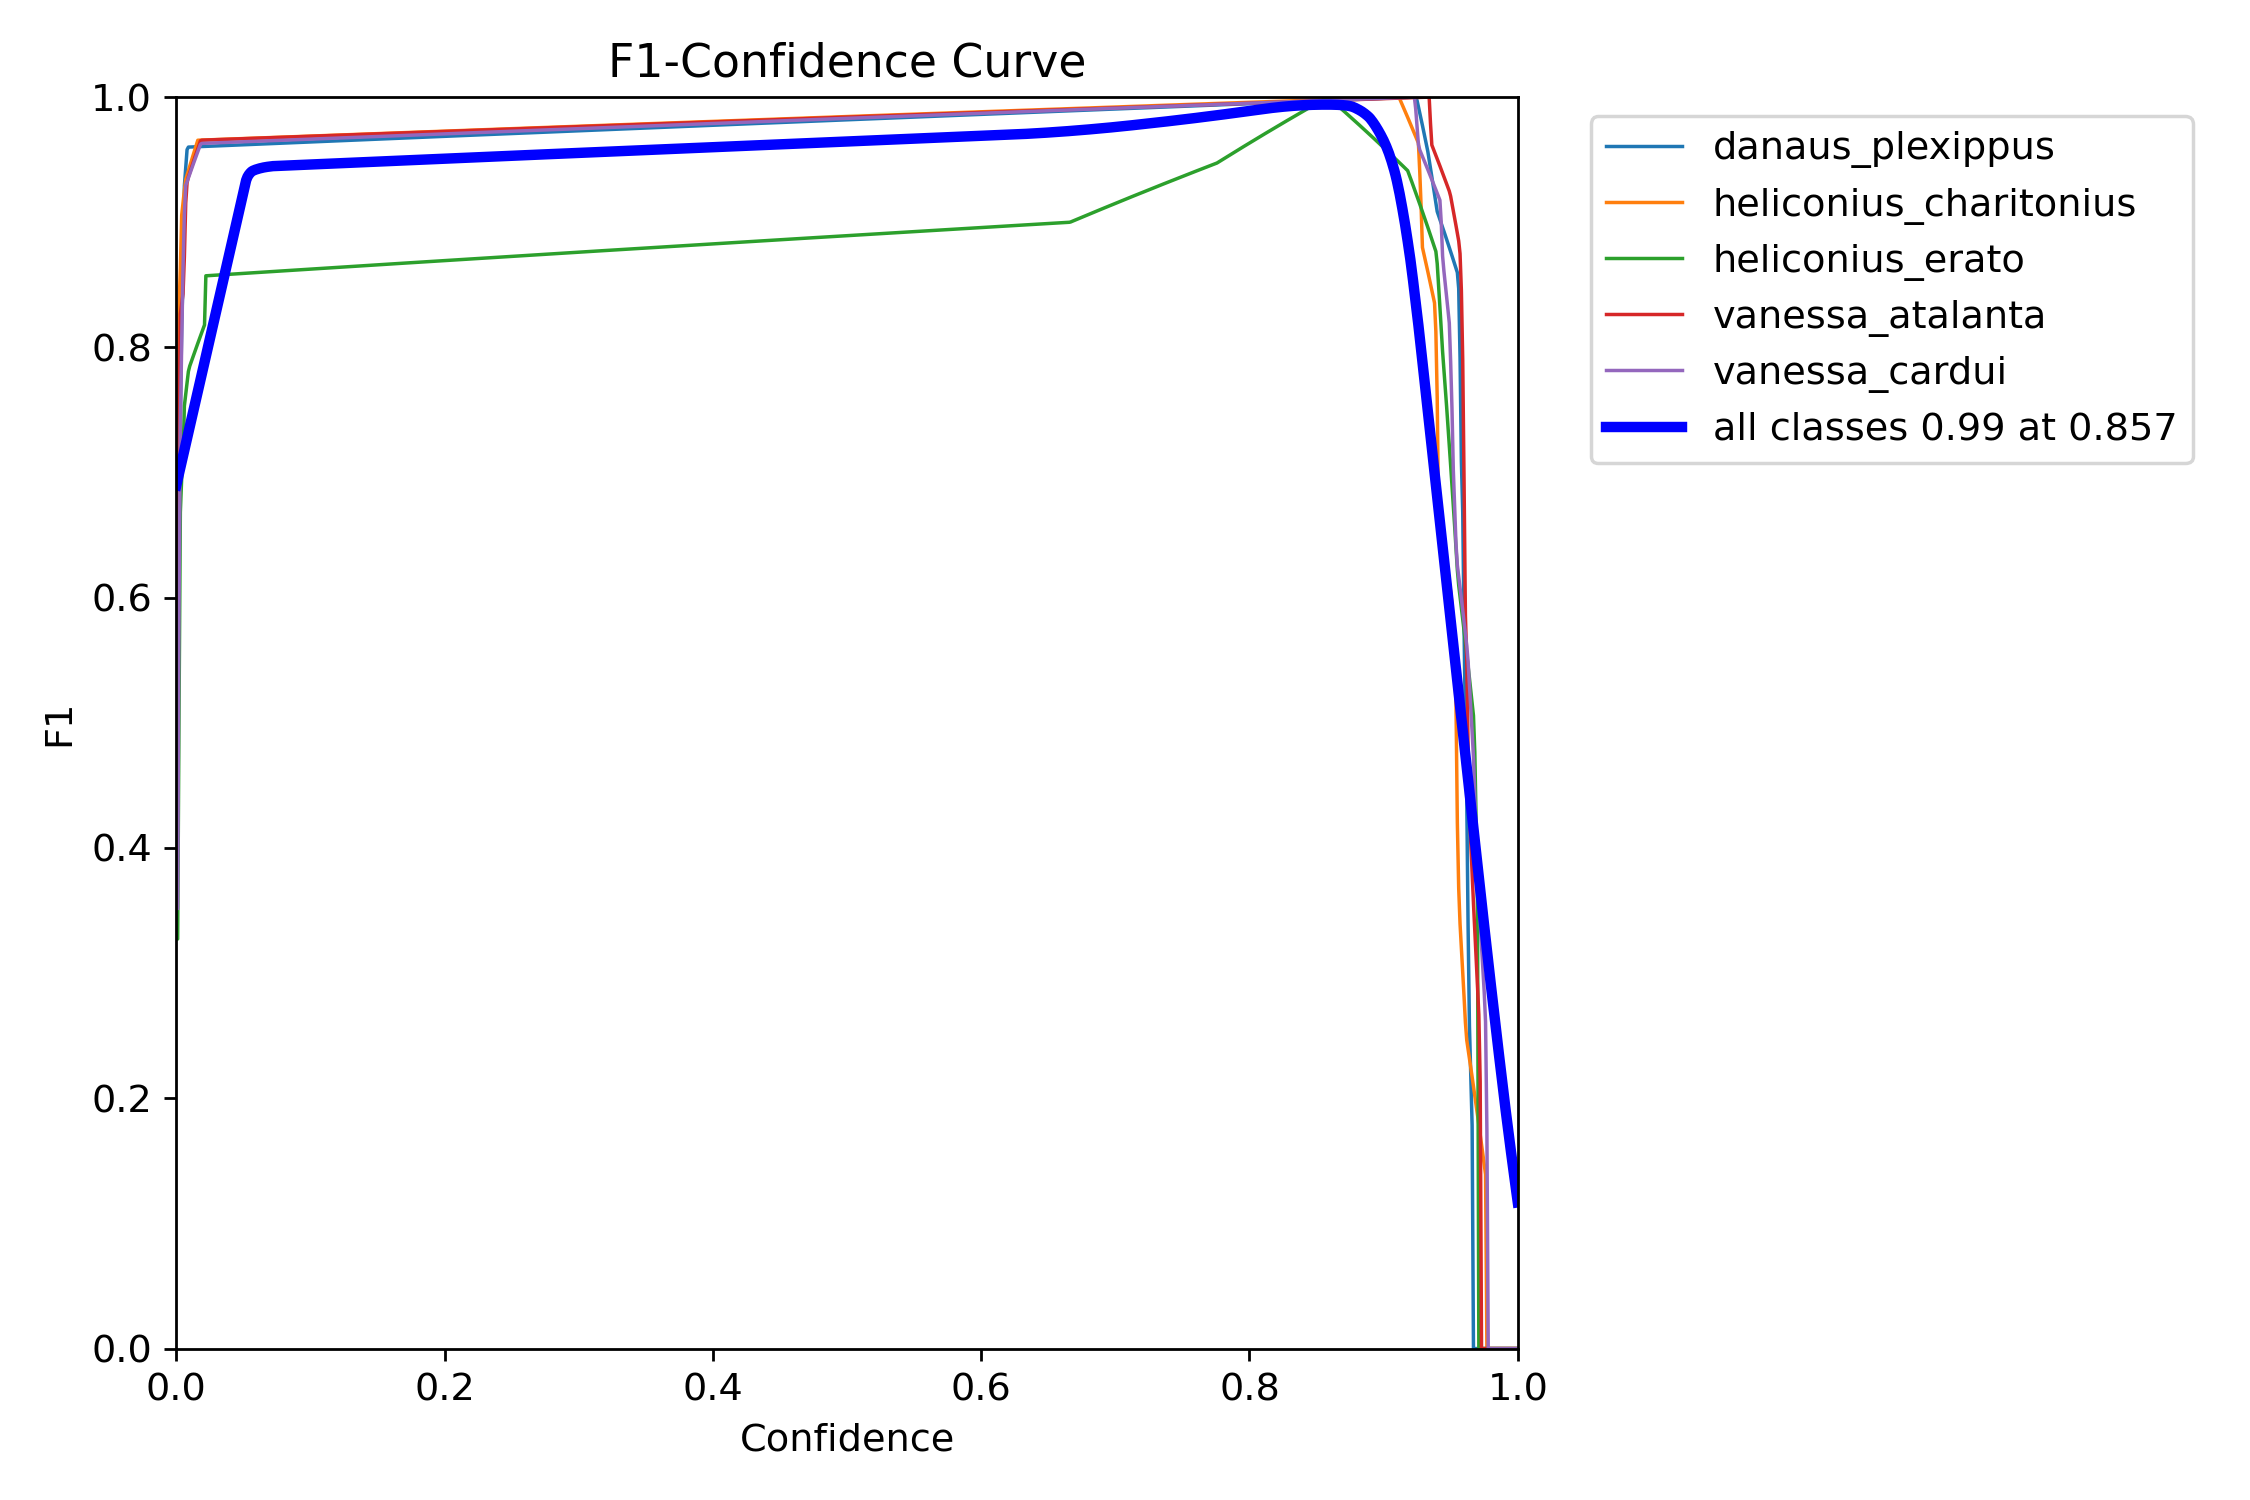 F1-Confidence Curve
1.0
0.8
0.6
0.4
0.2
0.0
F1
0.0 0.2 0.4 0.6 0.8 1.0
Confidence
danaus_plexippus
heliconius_charitonius
heliconius_erato
vanessa_atalanta
vanessa_cardui
all classes 0.99 at 0.857